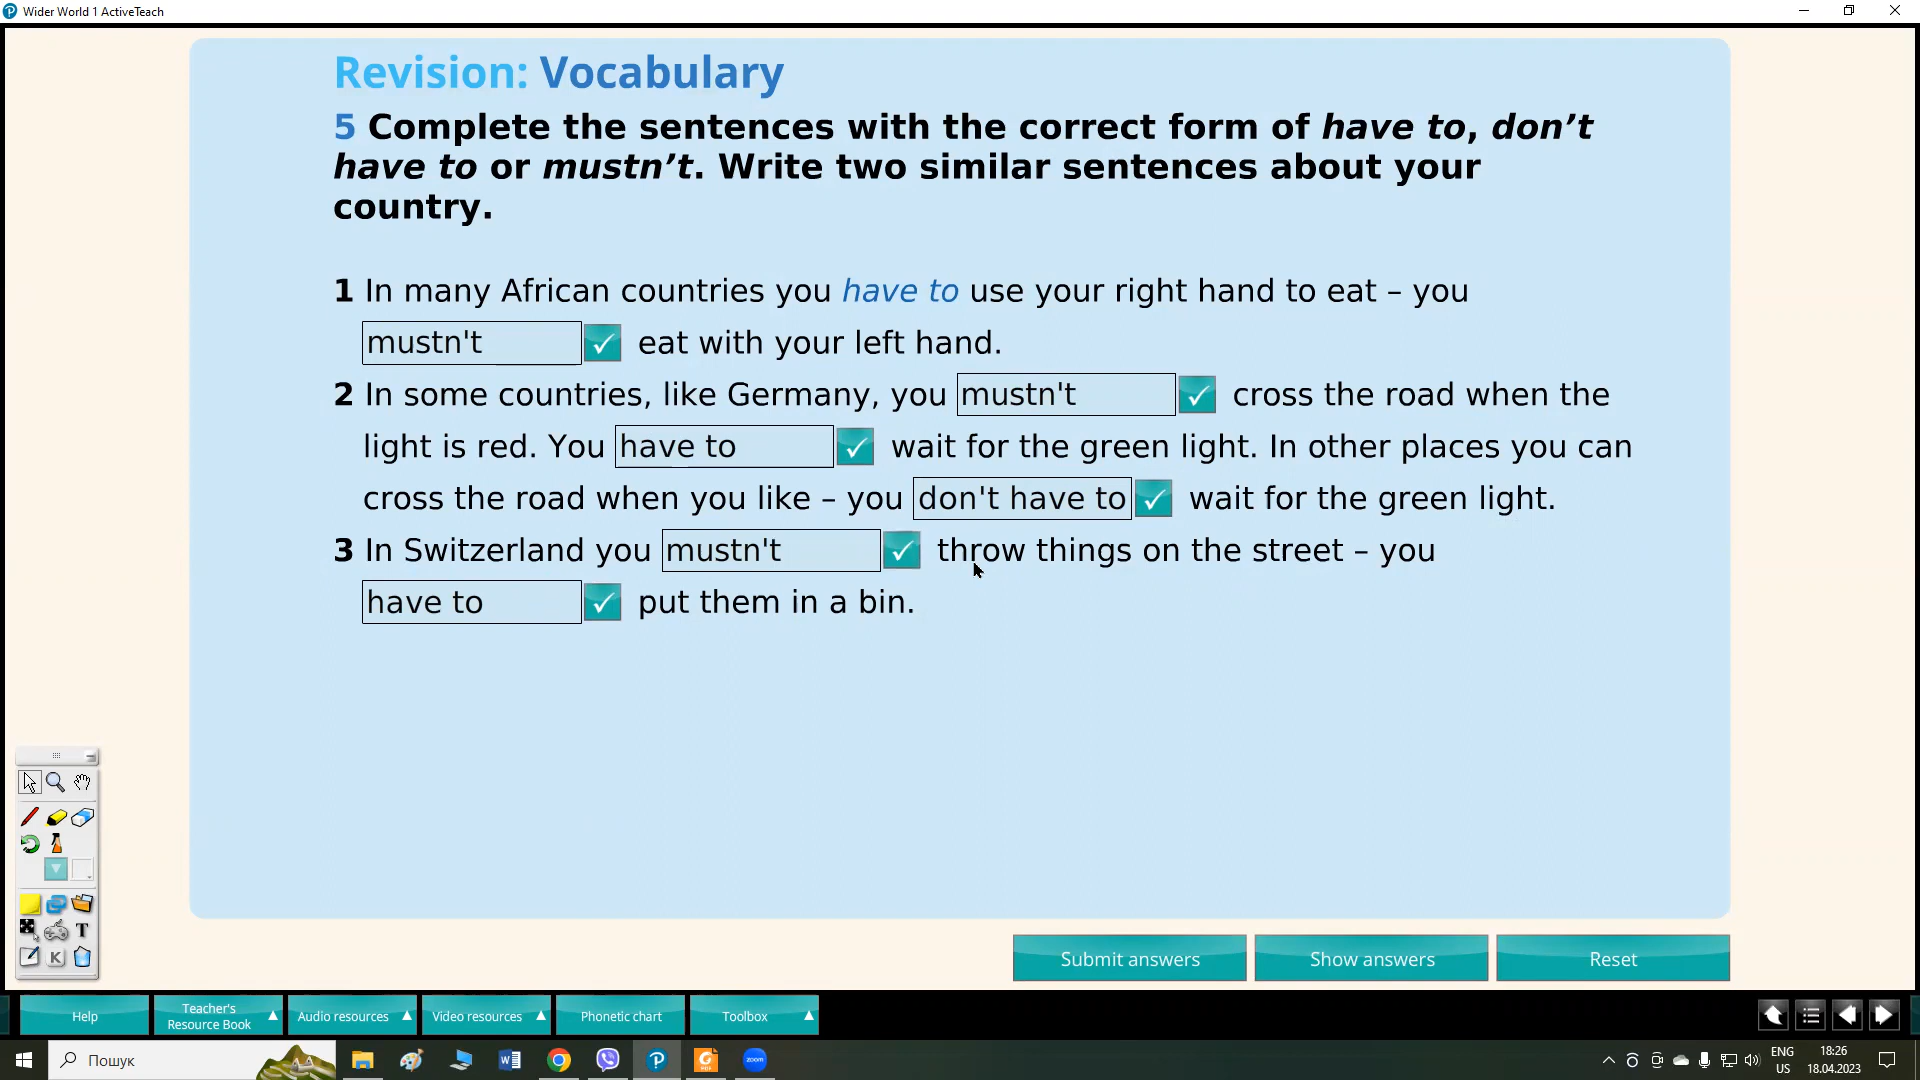 Wider World 1 ActiveTeach
Revision: Vocabulary
5 Complete the sentences with the correct form of have to, don’t
have to or mustn’t. Write two similar sentences about your
country.
1 In many African countries you have to use your right hand to eat – you
mustn't eat with your left hand.
2 In some countries, like Germany, you mustn't cross the road when the
light is red. You have to wait for the green light. In other places you can
cross the road when you like – you don't have to wait for the green light.
3 In Switzerland you mustn't throw things on the street – you
have to put them in a bin.
T
K
Submit answers Show answers Reset
Help
Teacher's
Resource Book
Audio resources
Video resources
Phonetic chart
Toolbox
Пошук
zoom
ENG
US
18:26
18.04.2023